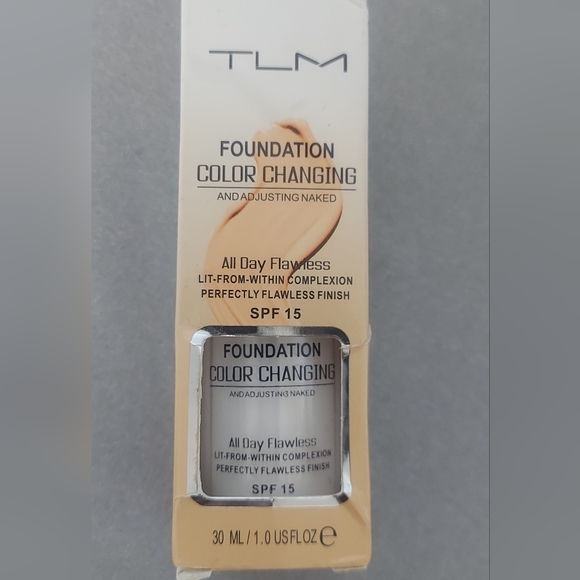 TLM
FOUNDATION
COLOR CHANGING
AND ADJUSTING NAKED
All Day Flawless
LIT-FROM-WITHIN COMPLEXION
PERFECTLY FLAWLESS FINISH
SPF 15
FOUNDATION
COLOR CHANGING
AND ADJUSTING NAKED
All Day Flawless
LIT-FROM-WITHIN COMPLEXION
PERFECTLY FLAWLESS FINISH
SPF 15
30 ML / 1.0 US FL OZ ℮